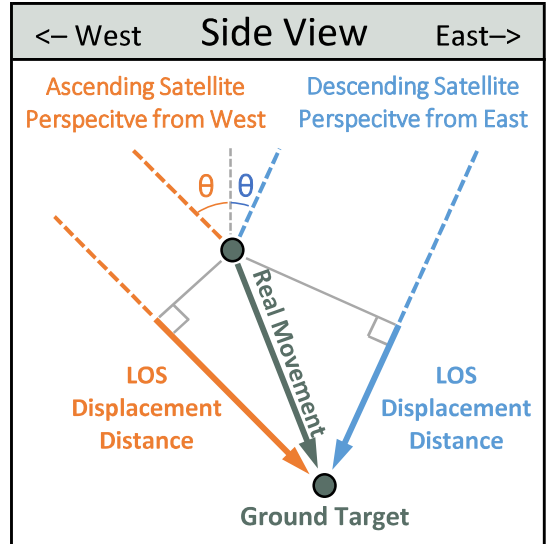 <– West Side View East–>
Ascending Satellite
Perspecitve from West
Descending Satellite
Perspecitve from East
θ θ
Real Movement
LOS
Displacement
Distance
LOS
Displacement
Distance
Ground Target